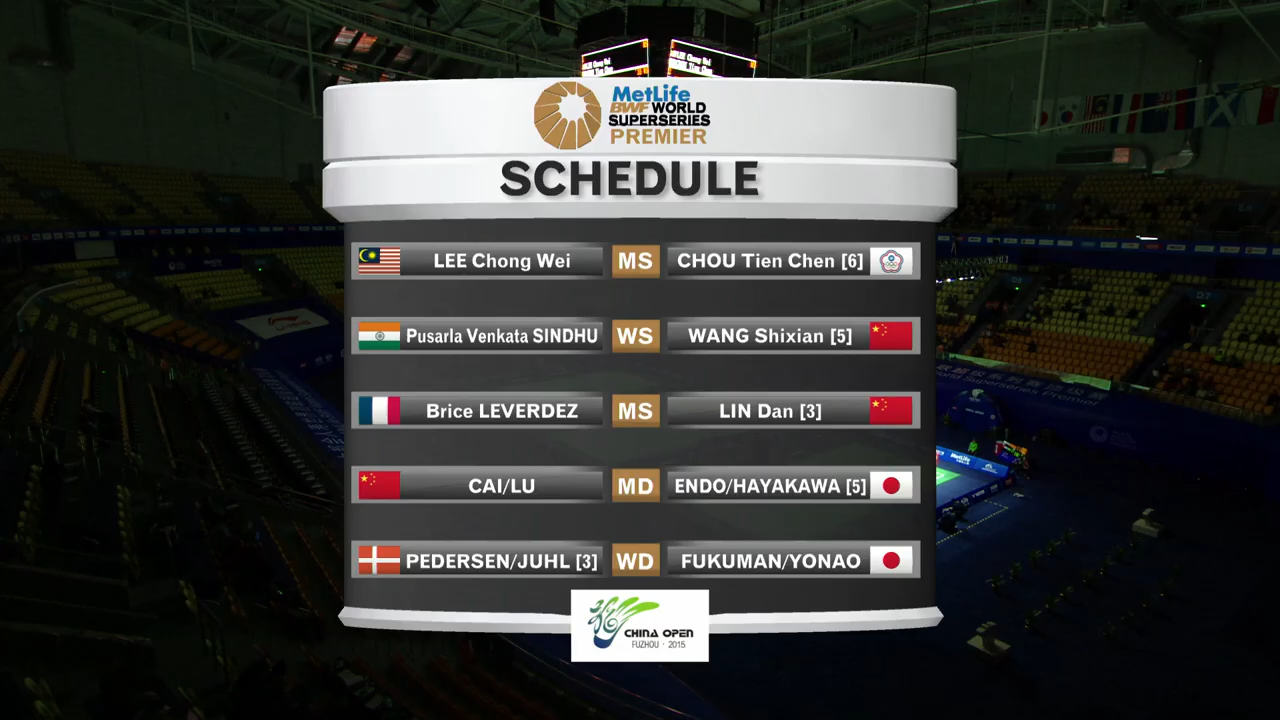 MetLife
BWF WORLD
SUPERSERIES
PREMIER
SCHEDULE
LEE Chong Wei MS CHOU Tien Chen [6]
Pusarla Venkata SINDHU WS WANG Shixian [5]
Brice LEVERDEZ MS LIN Dan [3]
CAI/LU MD ENDO/HAYAKAWA [5]
PEDERSEN/JUHL [3] WD FUKUMAN/YONAO
CHINA OPEN
FUZHOU · 2015
MetLife